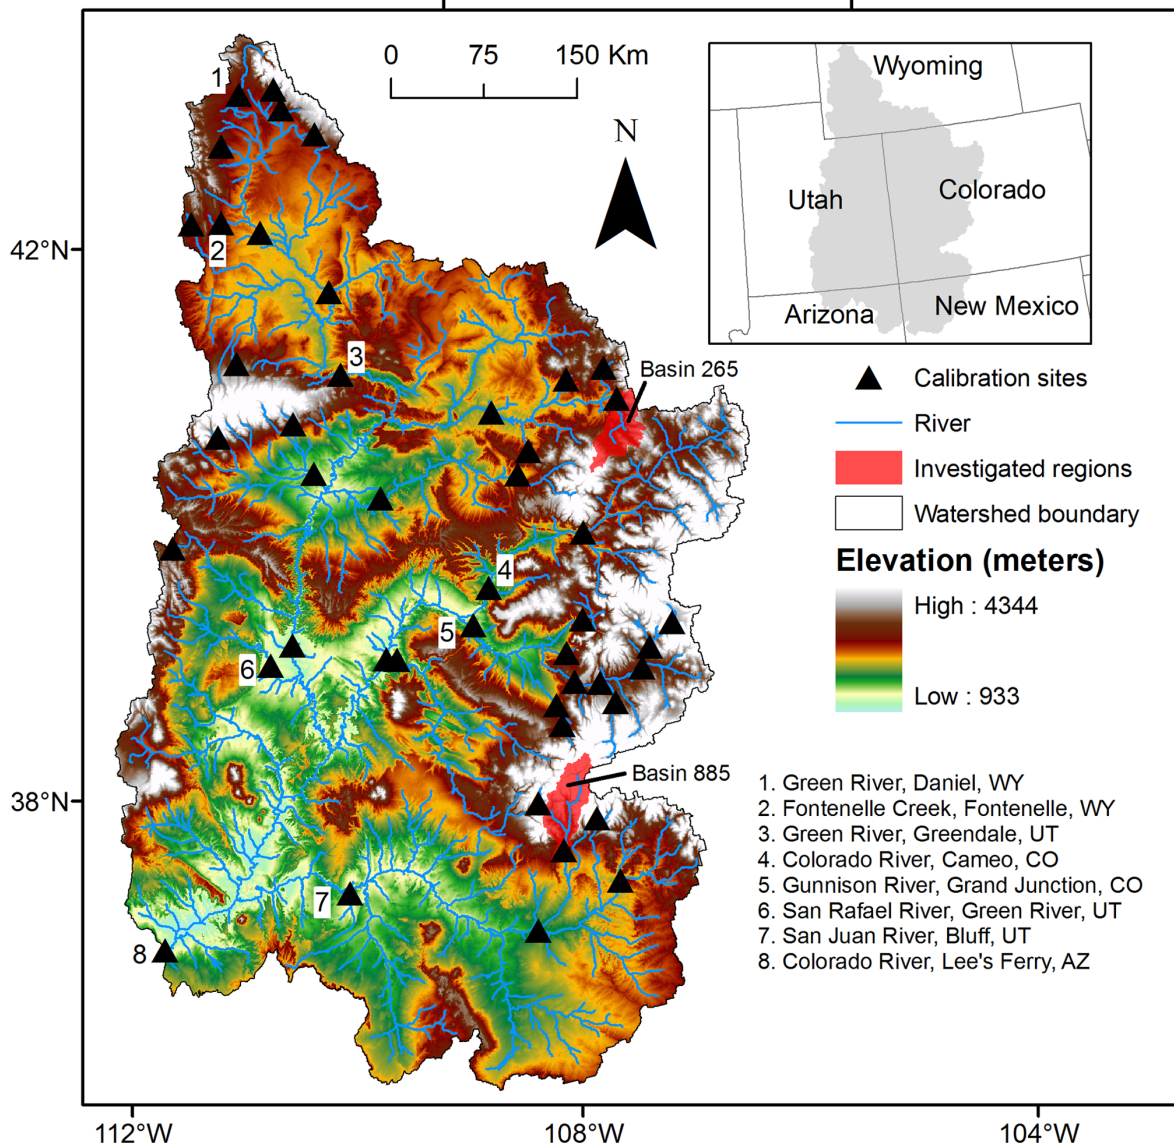 0 75 150 Km
N
Wyoming
Utah
Colorado
Arizona
New Mexico
1
2
3
4
5
6
7
8
Basin 265
Basin 885
Calibration sites
River
Investigated regions
Watershed boundary
Elevation (meters)
High : 4344
Low : 933
1. Green River, Daniel, WY
2. Fontenelle Creek, Fontenelle, WY
3. Green River, Greendale, UT
4. Colorado River, Cameo, CO
5. Gunnison River, Grand Junction, CO
6. San Rafael River, Green River, UT
7. San Juan River, Bluff, UT
8. Colorado River, Lee's Ferry, AZ
42°N
38°N
112°W 108°W 104°W